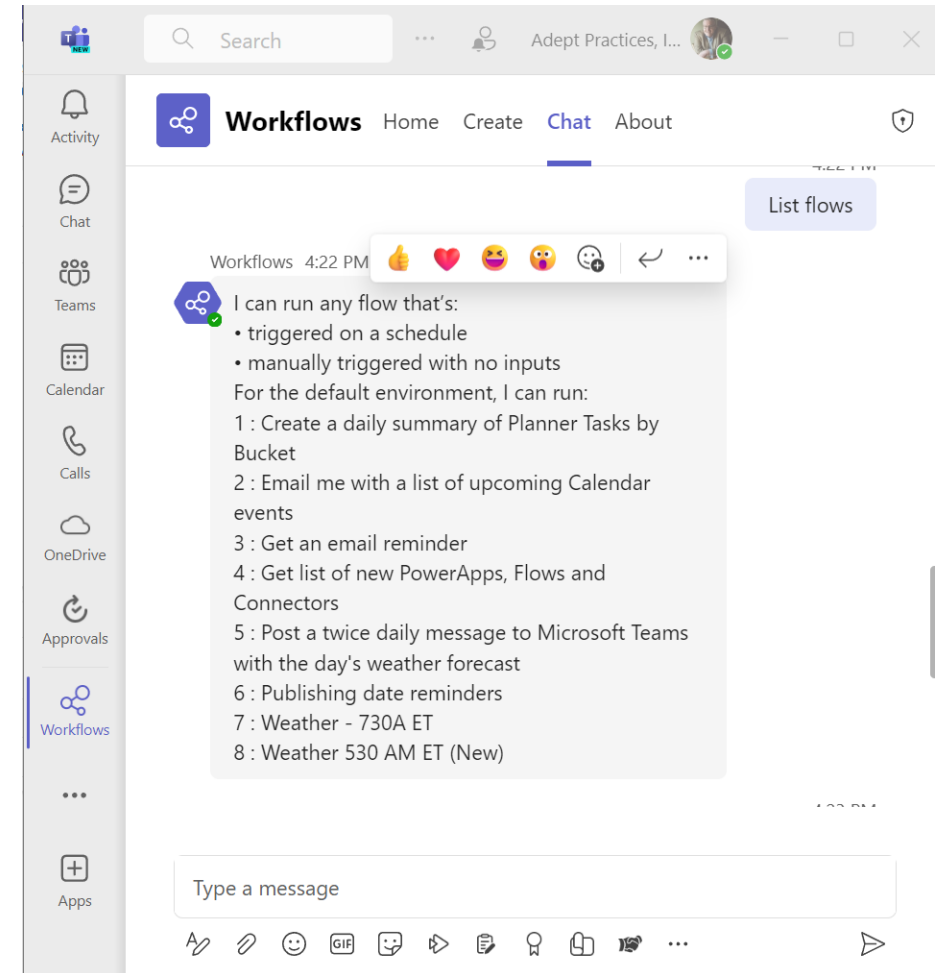 NEW
Search
Adept Practices, I...
Activity
Chat
Teams
Calendar
Calls
OneDrive
Approvals
Workflows
Apps
Workflows Home Create Chat About
4:22 PM
List flows
Workflows 4:22 PM
I can run any flow that’s:
• triggered on a schedule
• manually triggered with no inputs
For the default environment, I can run:
1 : Create a daily summary of Planner Tasks by
Bucket
2 : Email me with a list of upcoming Calendar
events
3 : Get an email reminder
4 : Get list of new PowerApps, Flows and
Connectors
5 : Post a twice daily message to Microsoft Teams
with the day's weather forecast
6 : Publishing date reminders
7 : Weather - 730A ET
8 : Weather 530 AM ET (New)
Type a message
GIF